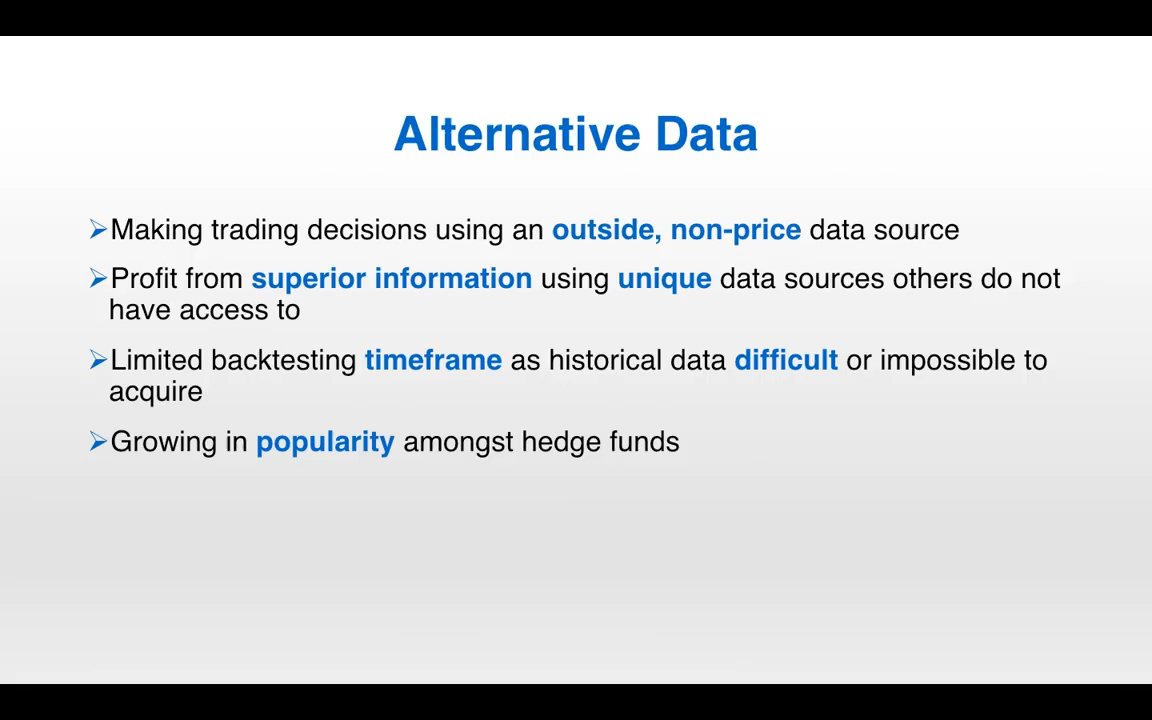 Alternative Data
➢Making trading decisions using an outside, non-price data source
➢Profit from superior information using unique data sources others do not
have access to
➢Limited backtesting timeframe as historical data difficult or impossible to
acquire
➢Growing in popularity amongst hedge funds